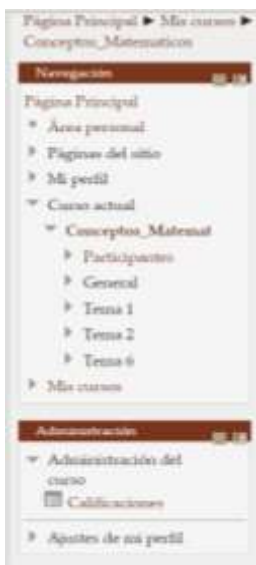 Página Principal ► Mis cursos ►
Conceptos_Matematicos
Navegación
Página Principal
Área personal
Páginas del sitio
Mi perfil
Curso actual
Conceptos_Matemat
Participantes
General
Tema 1
Tema 2
Tema 6
Mis cursos
Administración
Administración del
curso
Calificaciones
Ajustes de mi perfil